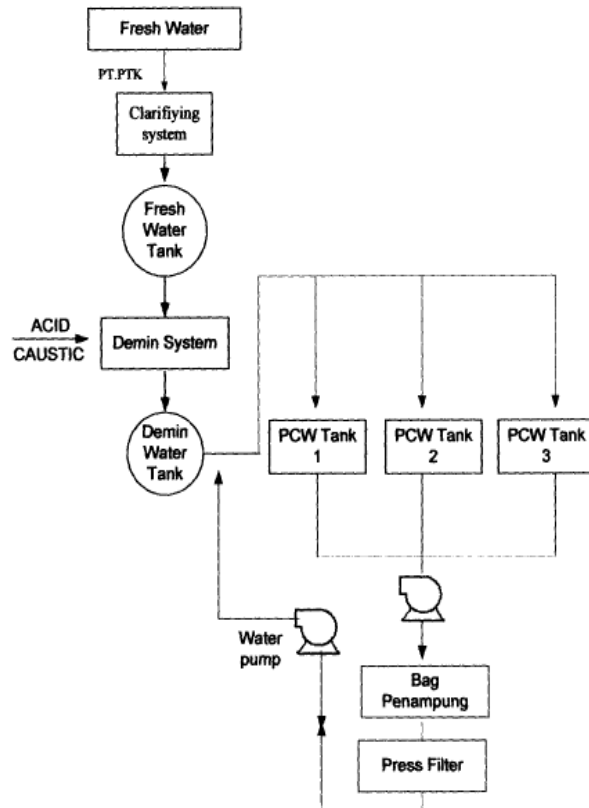 Fresh Water
PT.PTK
Clarifiying
system
Fresh
Water
Tank
ACID
CAUSTIC
Demin System
Demin
Water
Tank
PCW Tank
1
PCW Tank
2
PCW Tank
3
Water
pump
Bag
Penampung
Press Filter